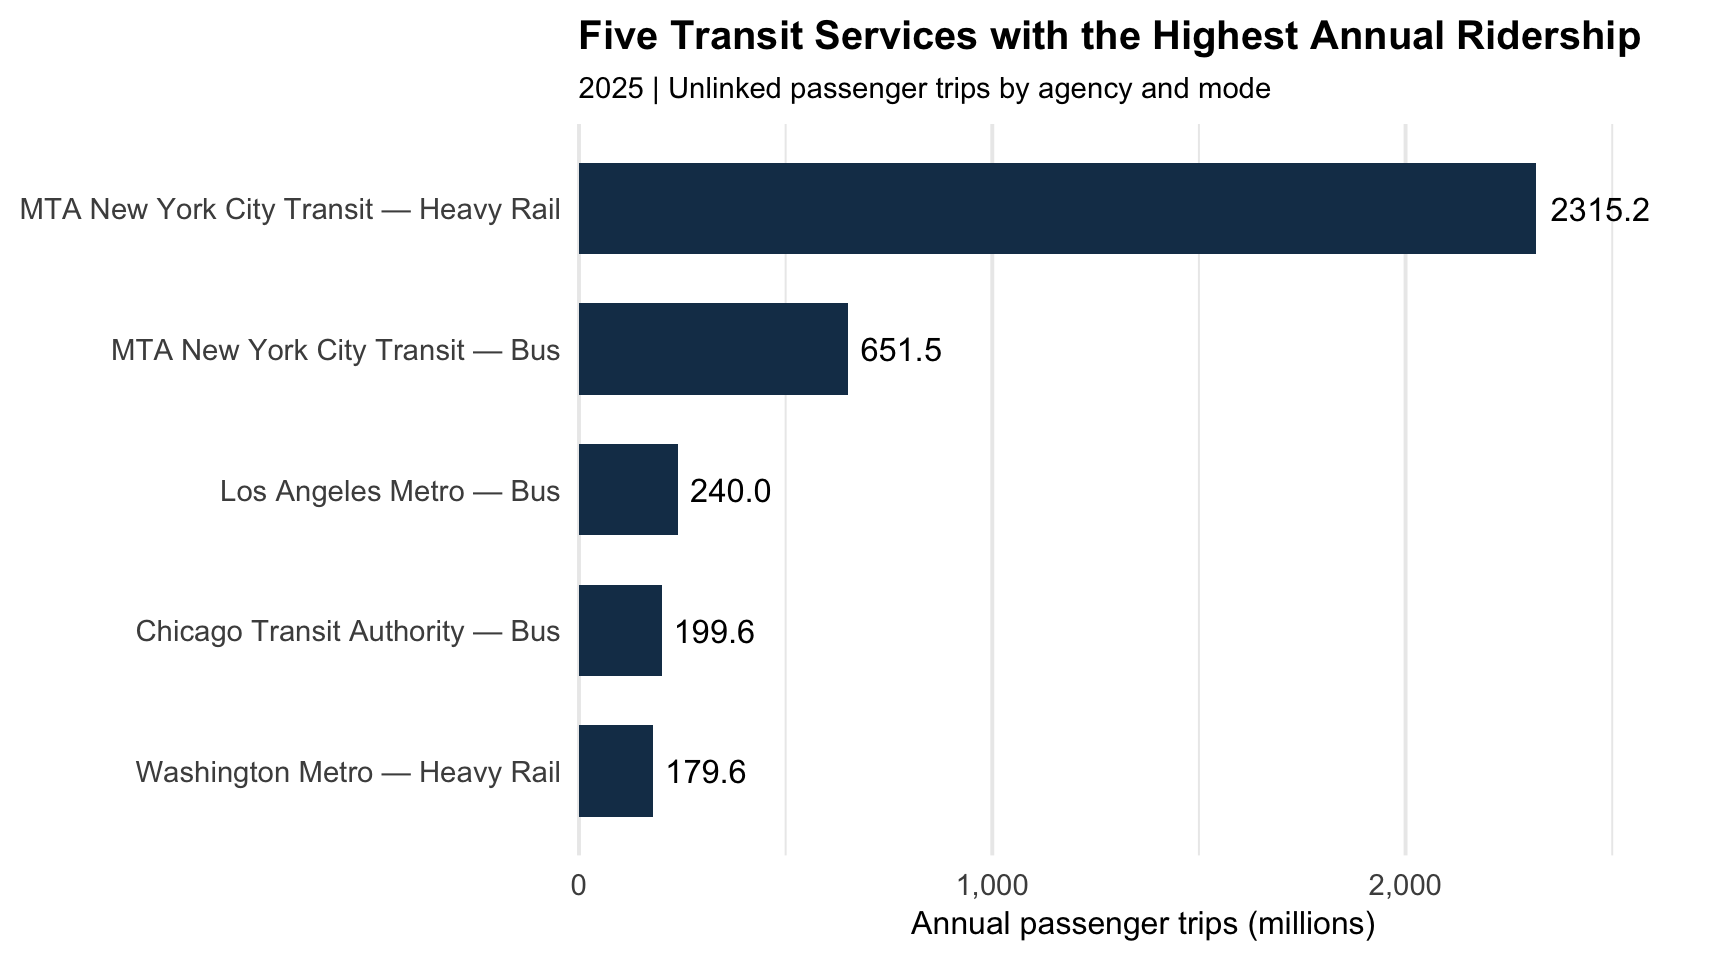 Five Transit Services with the Highest Annual Ridership
2025 | Unlinked passenger trips by agency and mode
MTA New York City Transit — Heavy Rail 2315.2
MTA New York City Transit — Bus 651.5
Los Angeles Metro — Bus 240.0
Chicago Transit Authority — Bus 199.6
Washington Metro — Heavy Rail 179.6
0 1,000 2,000
Annual passenger trips (millions)